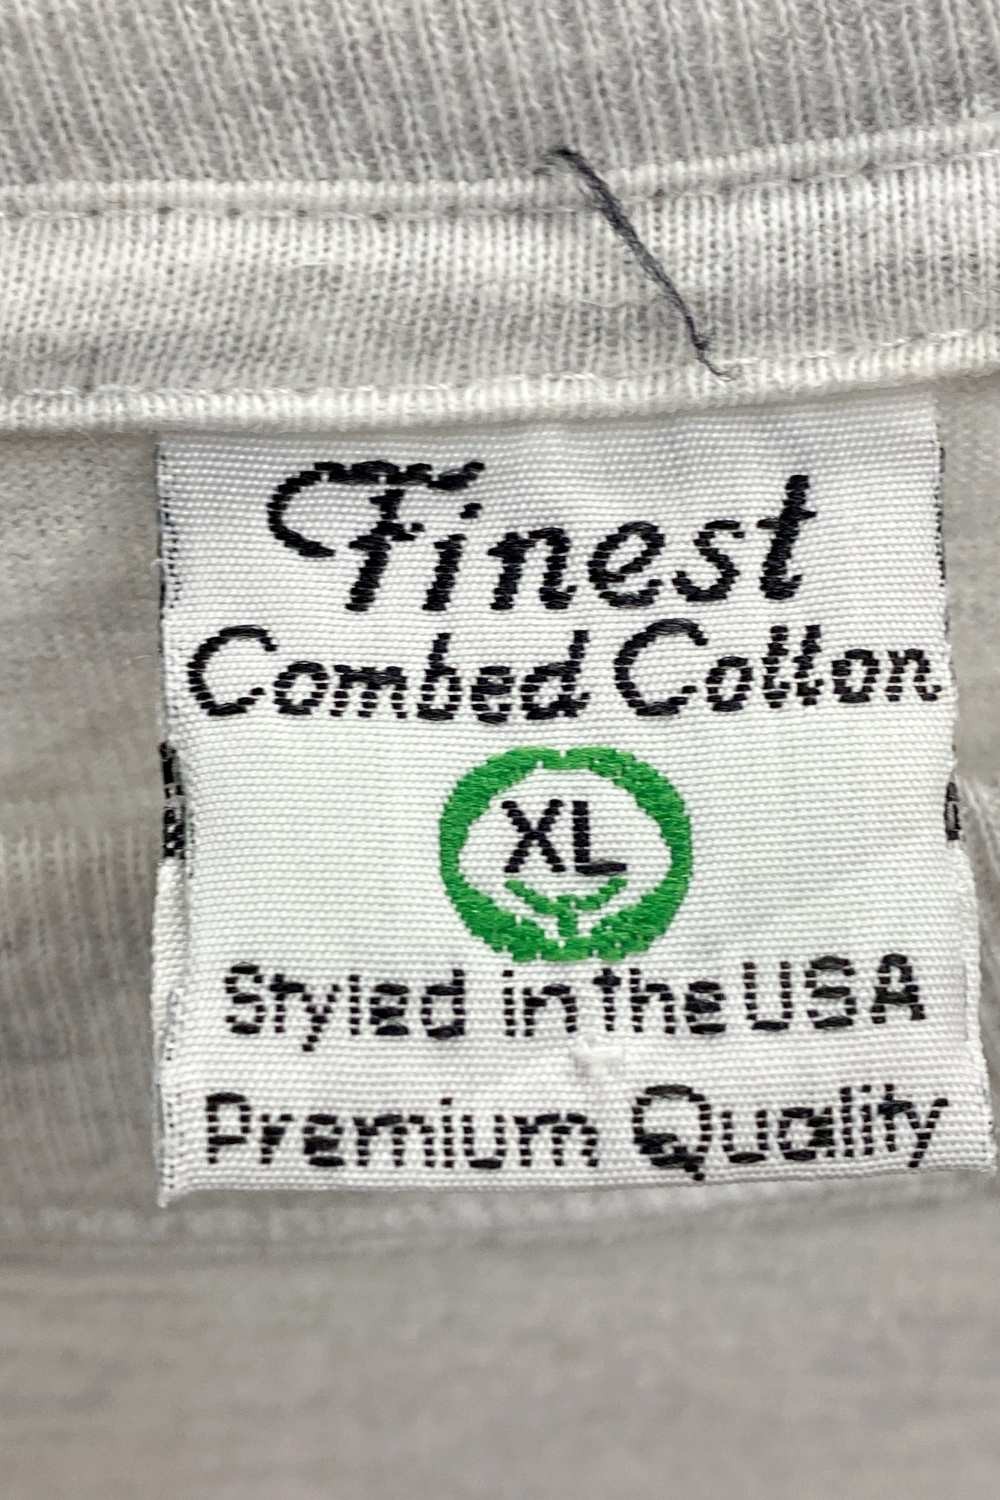 Finest
Combed Cotton
XL
Styled in the USA
Premium Quality